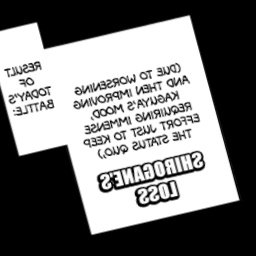 RESULT
OF
TODAY'S
BATTLE:
(DUE TO WORSENING
AND THEN IMPROVING
KAGUYA'S MOOD,
REQUIRING IMMENSE
EFFORT JUST TO KEEP
THE STATUS QUO.)
SHIROGANE'S
LOSS